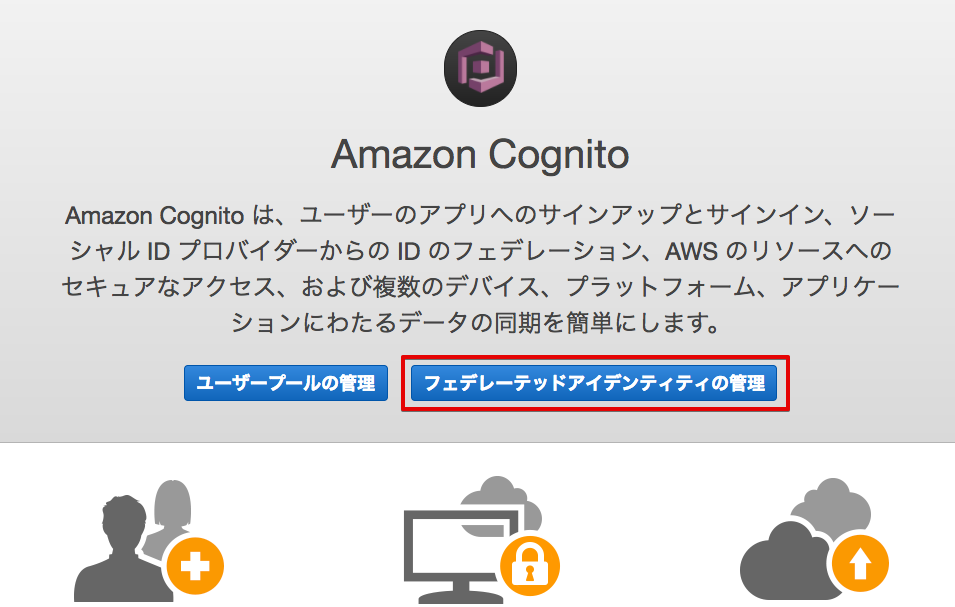 Amazon Cognito
Amazon Cognito は、ユーザーのアプリへのサインアップとサインイン、ソー
シャル ID プロバイダーからの ID のフェデレーション、AWS のリソースへの
セキュアなアクセス、および複数のデバイス、プラットフォーム、アプリケー
ションにわたるデータの同期を簡単にします。
ユーザープールの管理
フェデレーテッドアイデンティティの管理